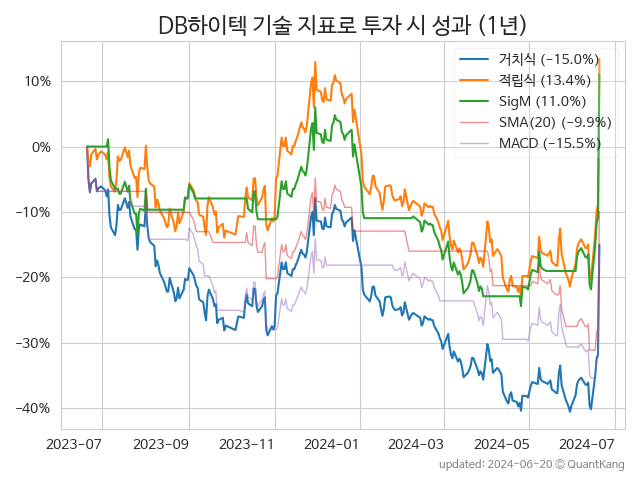 DB하이텍 기술 지표로 투자 시 성과 (1년)
거치식 (-15.0%)
적립식 (13.4%)
SigM (11.0%)
SMA(20) (-9.9%)
MACD (-15.5%)
10%
0%
-10%
-20%
-30%
-40%
2023-07 2023-09 2023-11 2024-01 2024-03 2024-05 2024-07
updated: 2024-06-20 © QuantKang